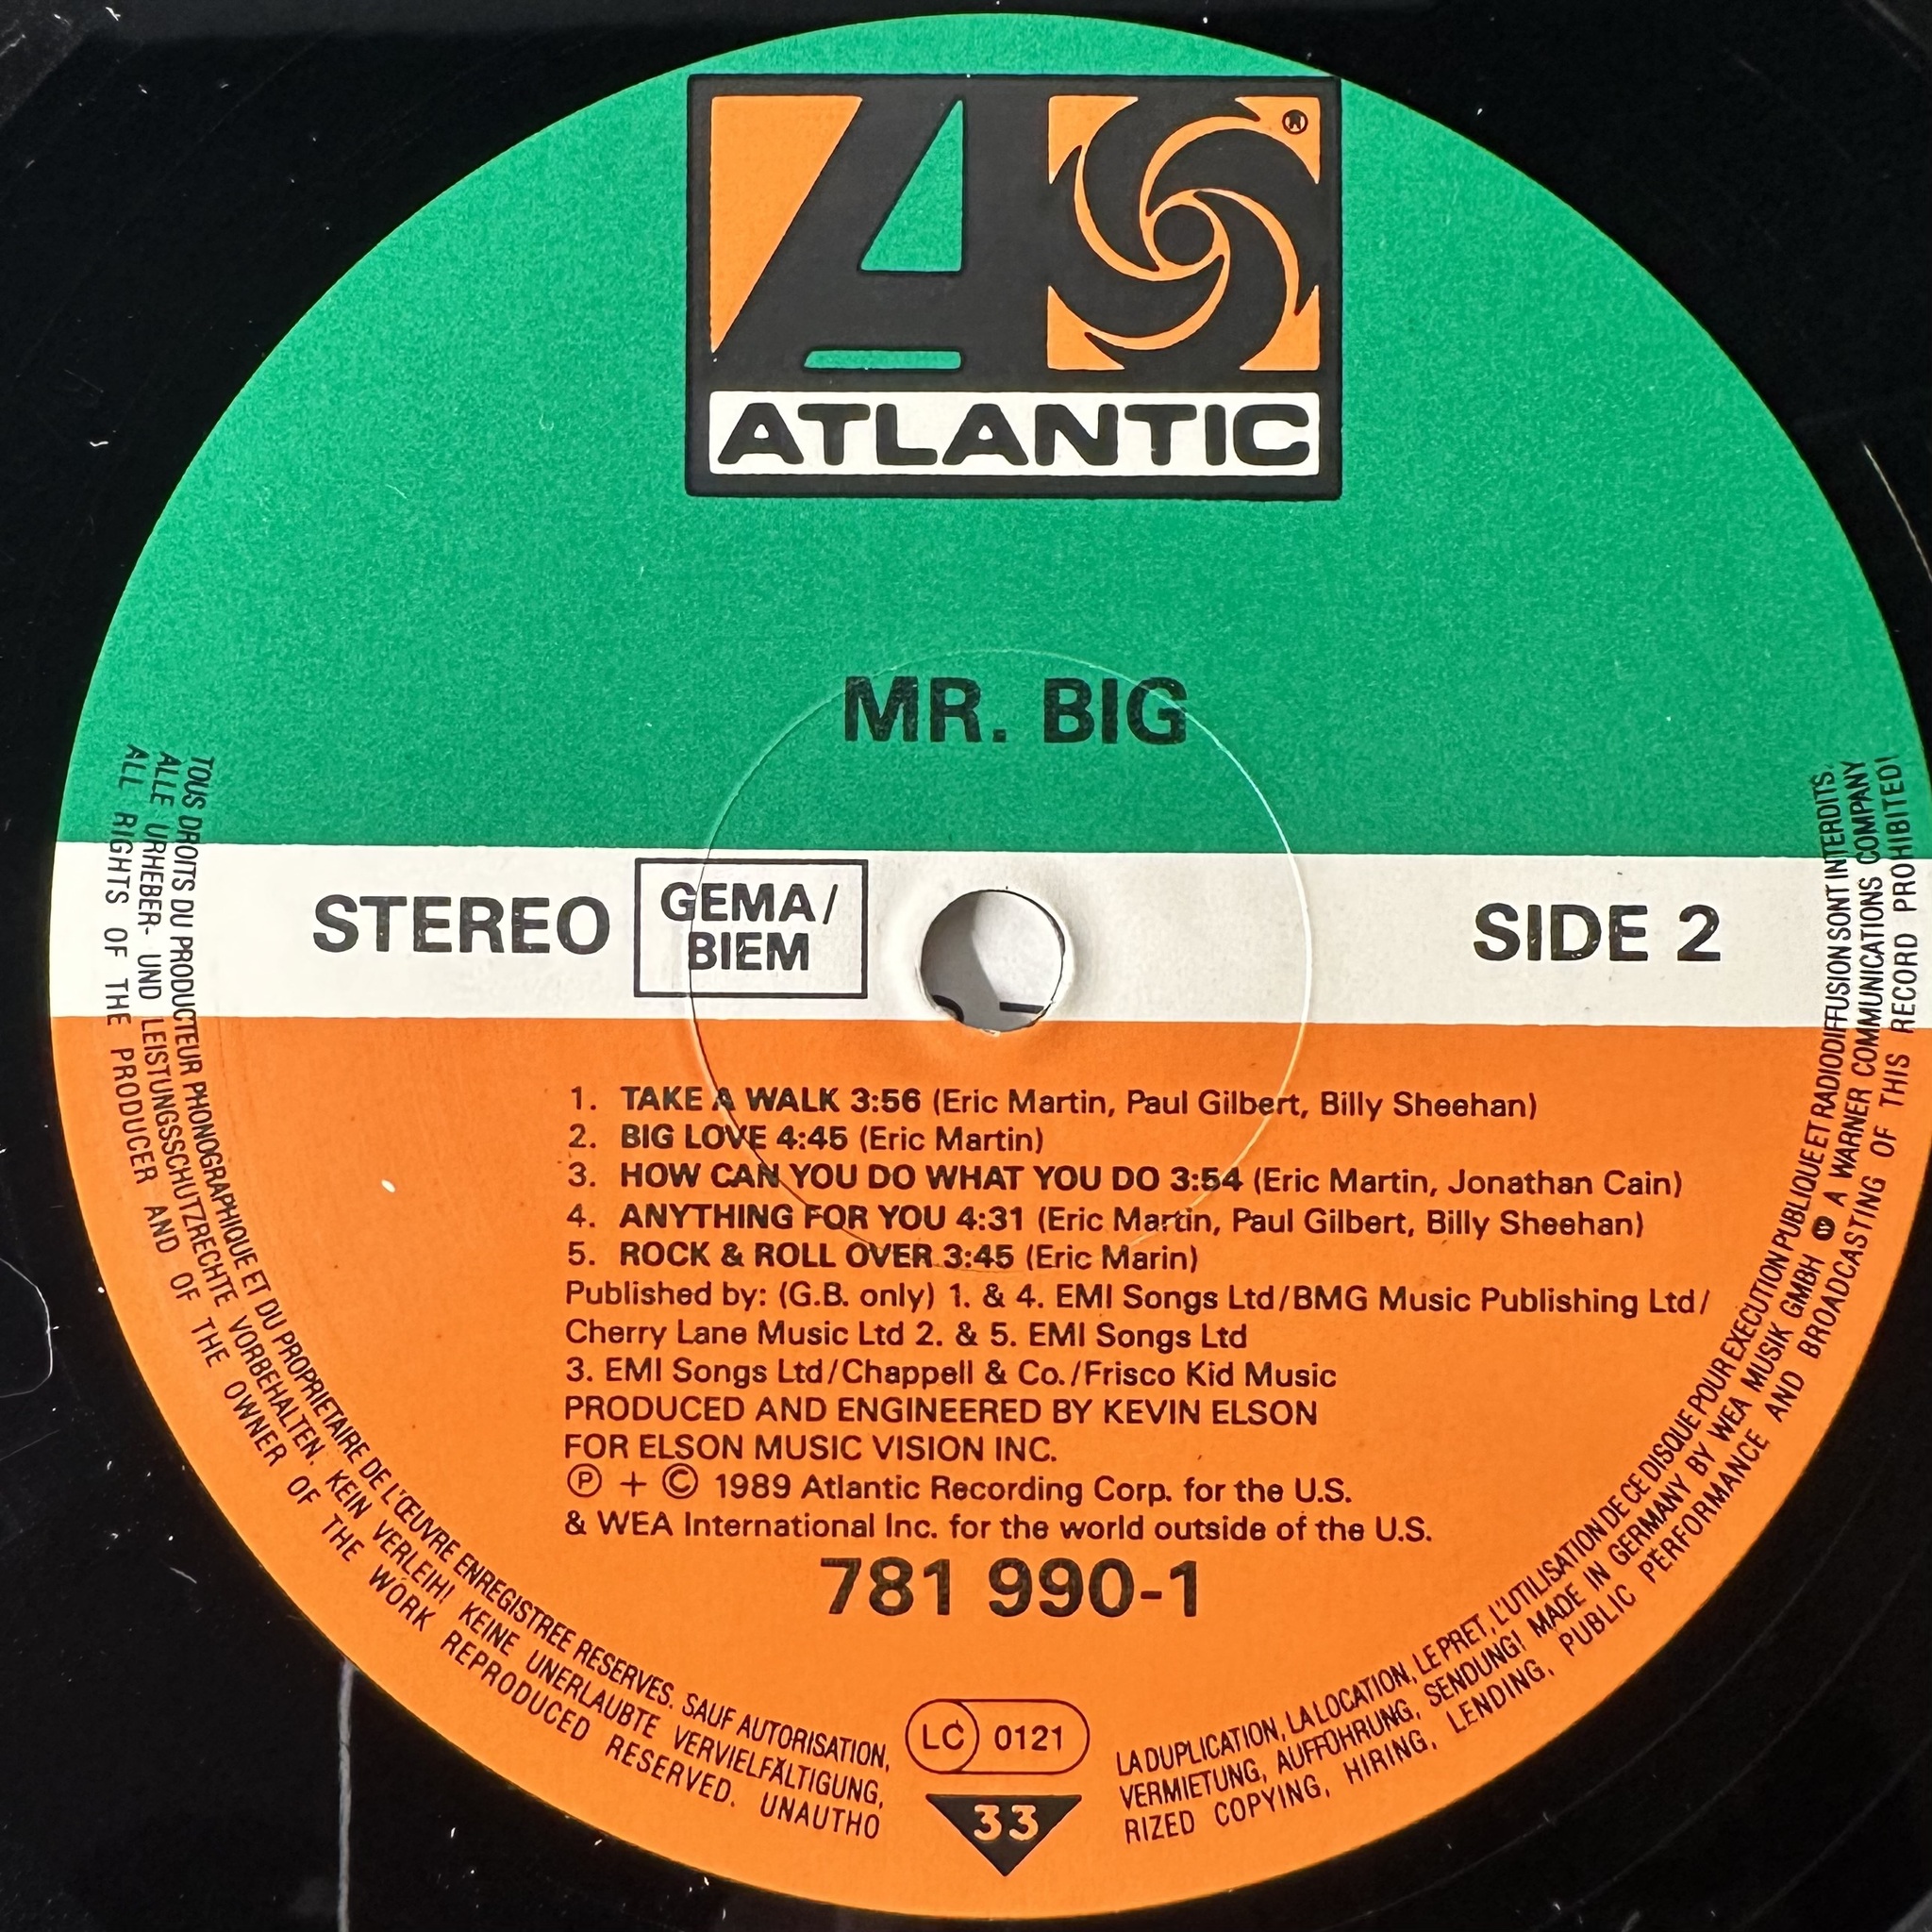 ATLANTIC
MR. BIG
STEREO
GEMA/
BIEM
SIDE 2
1. TAKE A WALK 3:56 (Eric Martin, Paul Gilbert, Billy Sheehan)
2. BIG LOVE 4:45 (Eric Martin)
3. HOW CAN YOU DO WHAT YOU DO 3:54 (Eric Martin, Jonathan Cain)
4. ANYTHING FOR YOU 4:31 (Eric Martin, Paul Gilbert, Billy Sheehan)
5. ROCK & ROLL OVER 3:45 (Eric Marin)
Published by: (G.B. only) 1. & 4. EMI Songs Ltd/BMG Music Publishing Ltd/
Cherry Lane Music Ltd 2. & 5. EMI Songs Ltd
3. EMI Songs Ltd/Chappell & Co./Frisco Kid Music
PRODUCED AND ENGINEERED BY KEVIN ELSON
FOR ELSON MUSIC VISION INC.
℗ + © 1989 Atlantic Recording Corp. for the U.S.
& WEA International Inc. for the world outside of the U.S.
781 990-1
LC 0121
33
TOUS DROITS DU PRODUCTEUR PHONOGRAPHIQUE ET DU PROPRIETAIRE DE L'ŒUVRE ENREGISTREE RESERVES. SAUF AUTORISATION, LA DUPLICATION, LA LOCATION, LE PRET, L'UTILISATION DE CE DISQUE POUR EXECUTION PUBLIQUE ET RADIODIFFUSION SONT INTERDITS.
ALLE URHEBER- UND LEISTUNGSSCHUTZRECHTE VORBEHALTEN. KEIN VERLEIH! KEINE UNERLAUBTE VERVIELFÄLTIGUNG, VERMIETUNG, AUFFÜHRUNG, SENDUNG! MADE IN GERMANY BY WEA MUSIK GMBH A WARNER COMMUNICATIONS COMPANY
ALL RIGHTS OF THE PRODUCER AND OF THE OWNER OF THE WORK REPRODUCED RESERVED. UNAUTHORIZED COPYING, HIRING, LENDING, PUBLIC PERFORMANCE AND BROADCASTING OF THIS RECORD PROHIBITED!